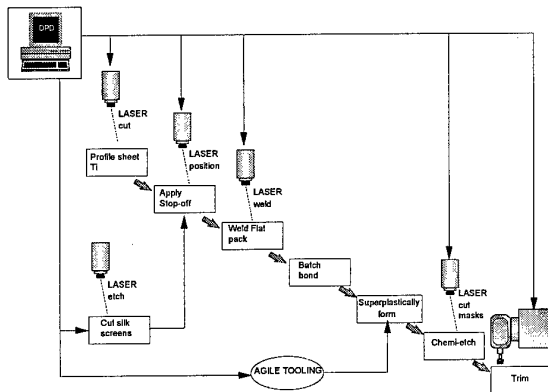 DPD
LASER
cut
Profile sheet
Ti
LASER
position
Apply
Stop-off
LASER
weld
Weld Flat
pack
LASER
etch
Cut silk
screens
Batch
bond
Superplastically
form
LASER
cut
masks
Chemi-etch
AGILE TOOLING
Trim